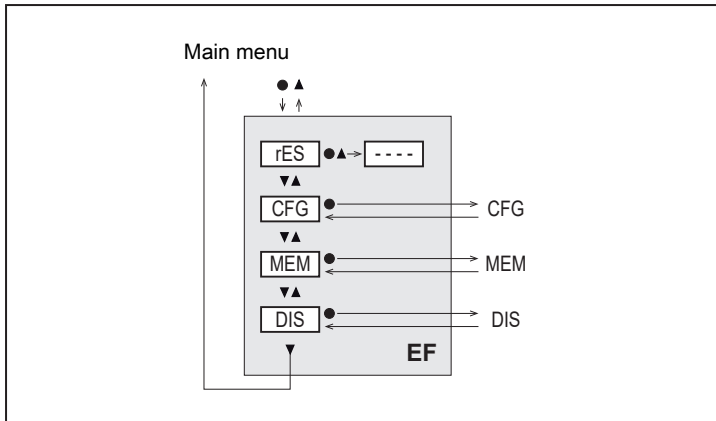 Main menu
rES
- - - -
CFG
CFG
MEM
MEM
DIS
DIS
EF